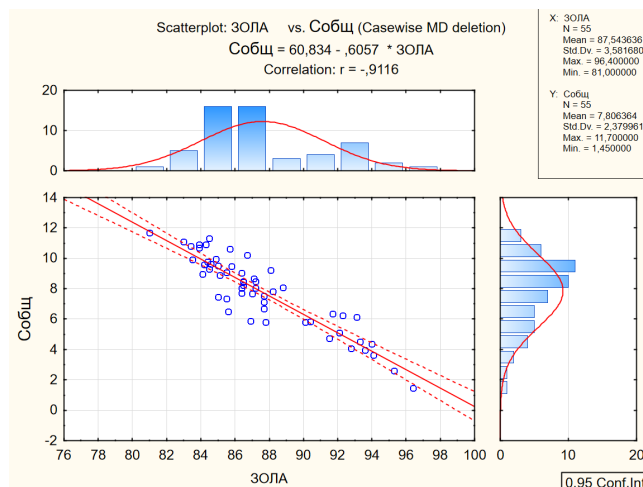 Scatterplot: ЗОЛА vs. Собщ (Casewise MD deletion)
Собщ = 60,834 - ,6057 * ЗОЛА
Correlation: r = -,9116
X: ЗОЛА
N = 55
Mean = 87,543636
Std.Dv. = 3,581680
Max. = 96,400000
Min. = 81,000000
Y: Собщ
N = 55
Mean = 7,806364
Std.Dv. = 2,379961
Max. = 11,700000
Min. = 1,450000
20
10
0
14
12
10
8
6
4
2
0
-2
Собщ
76 78 80 82 84 86 88 90 92 94 96 98 100
ЗОЛА
0 10 20
0,95 Conf.Int